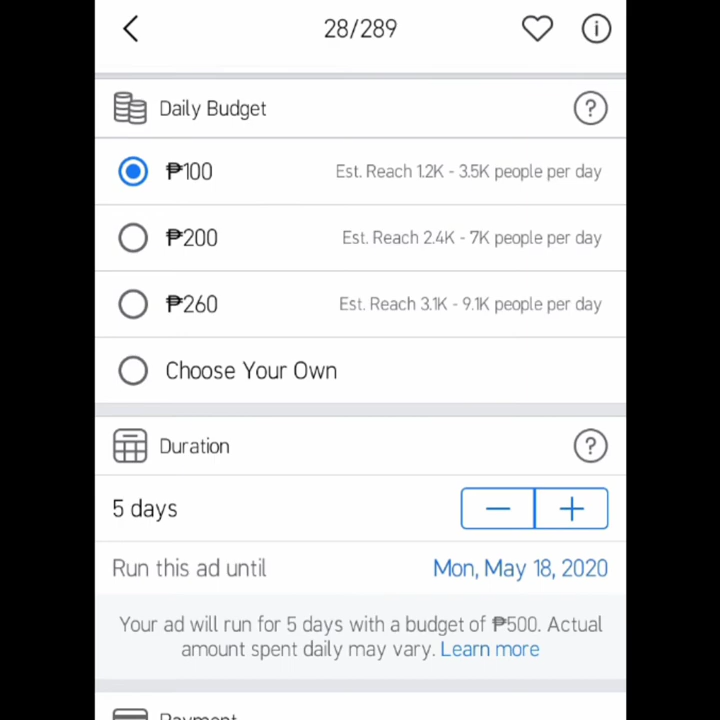 28/289
Daily Budget
₱100 Est. Reach 1.2K - 3.5K people per day
₱200 Est. Reach 2.4K - 7K people per day
₱260 Est. Reach 3.1K - 9.1K people per day
Choose Your Own
Duration
5 days
Run this ad until Mon, May 18, 2020
Your ad will run for 5 days with a budget of ₱500. Actual
amount spent daily may vary. Learn more
Payment